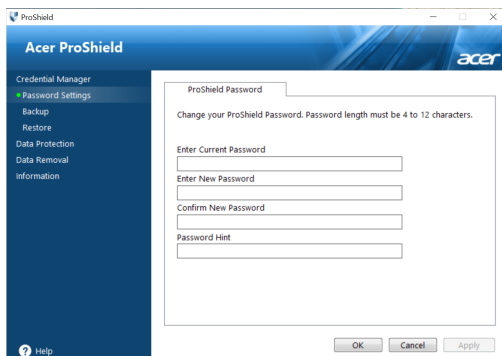 ProShield
Acer ProShield
acer
Credential Manager
Password Settings
Backup
Restore
Data Protection
Data Removal
Information
Help
ProShield Password
Change your ProShield Password. Password length must be 4 to 12 characters.
Enter Current Password
Enter New Password
Confirm New Password
Password Hint
OK
Cancel
Apply